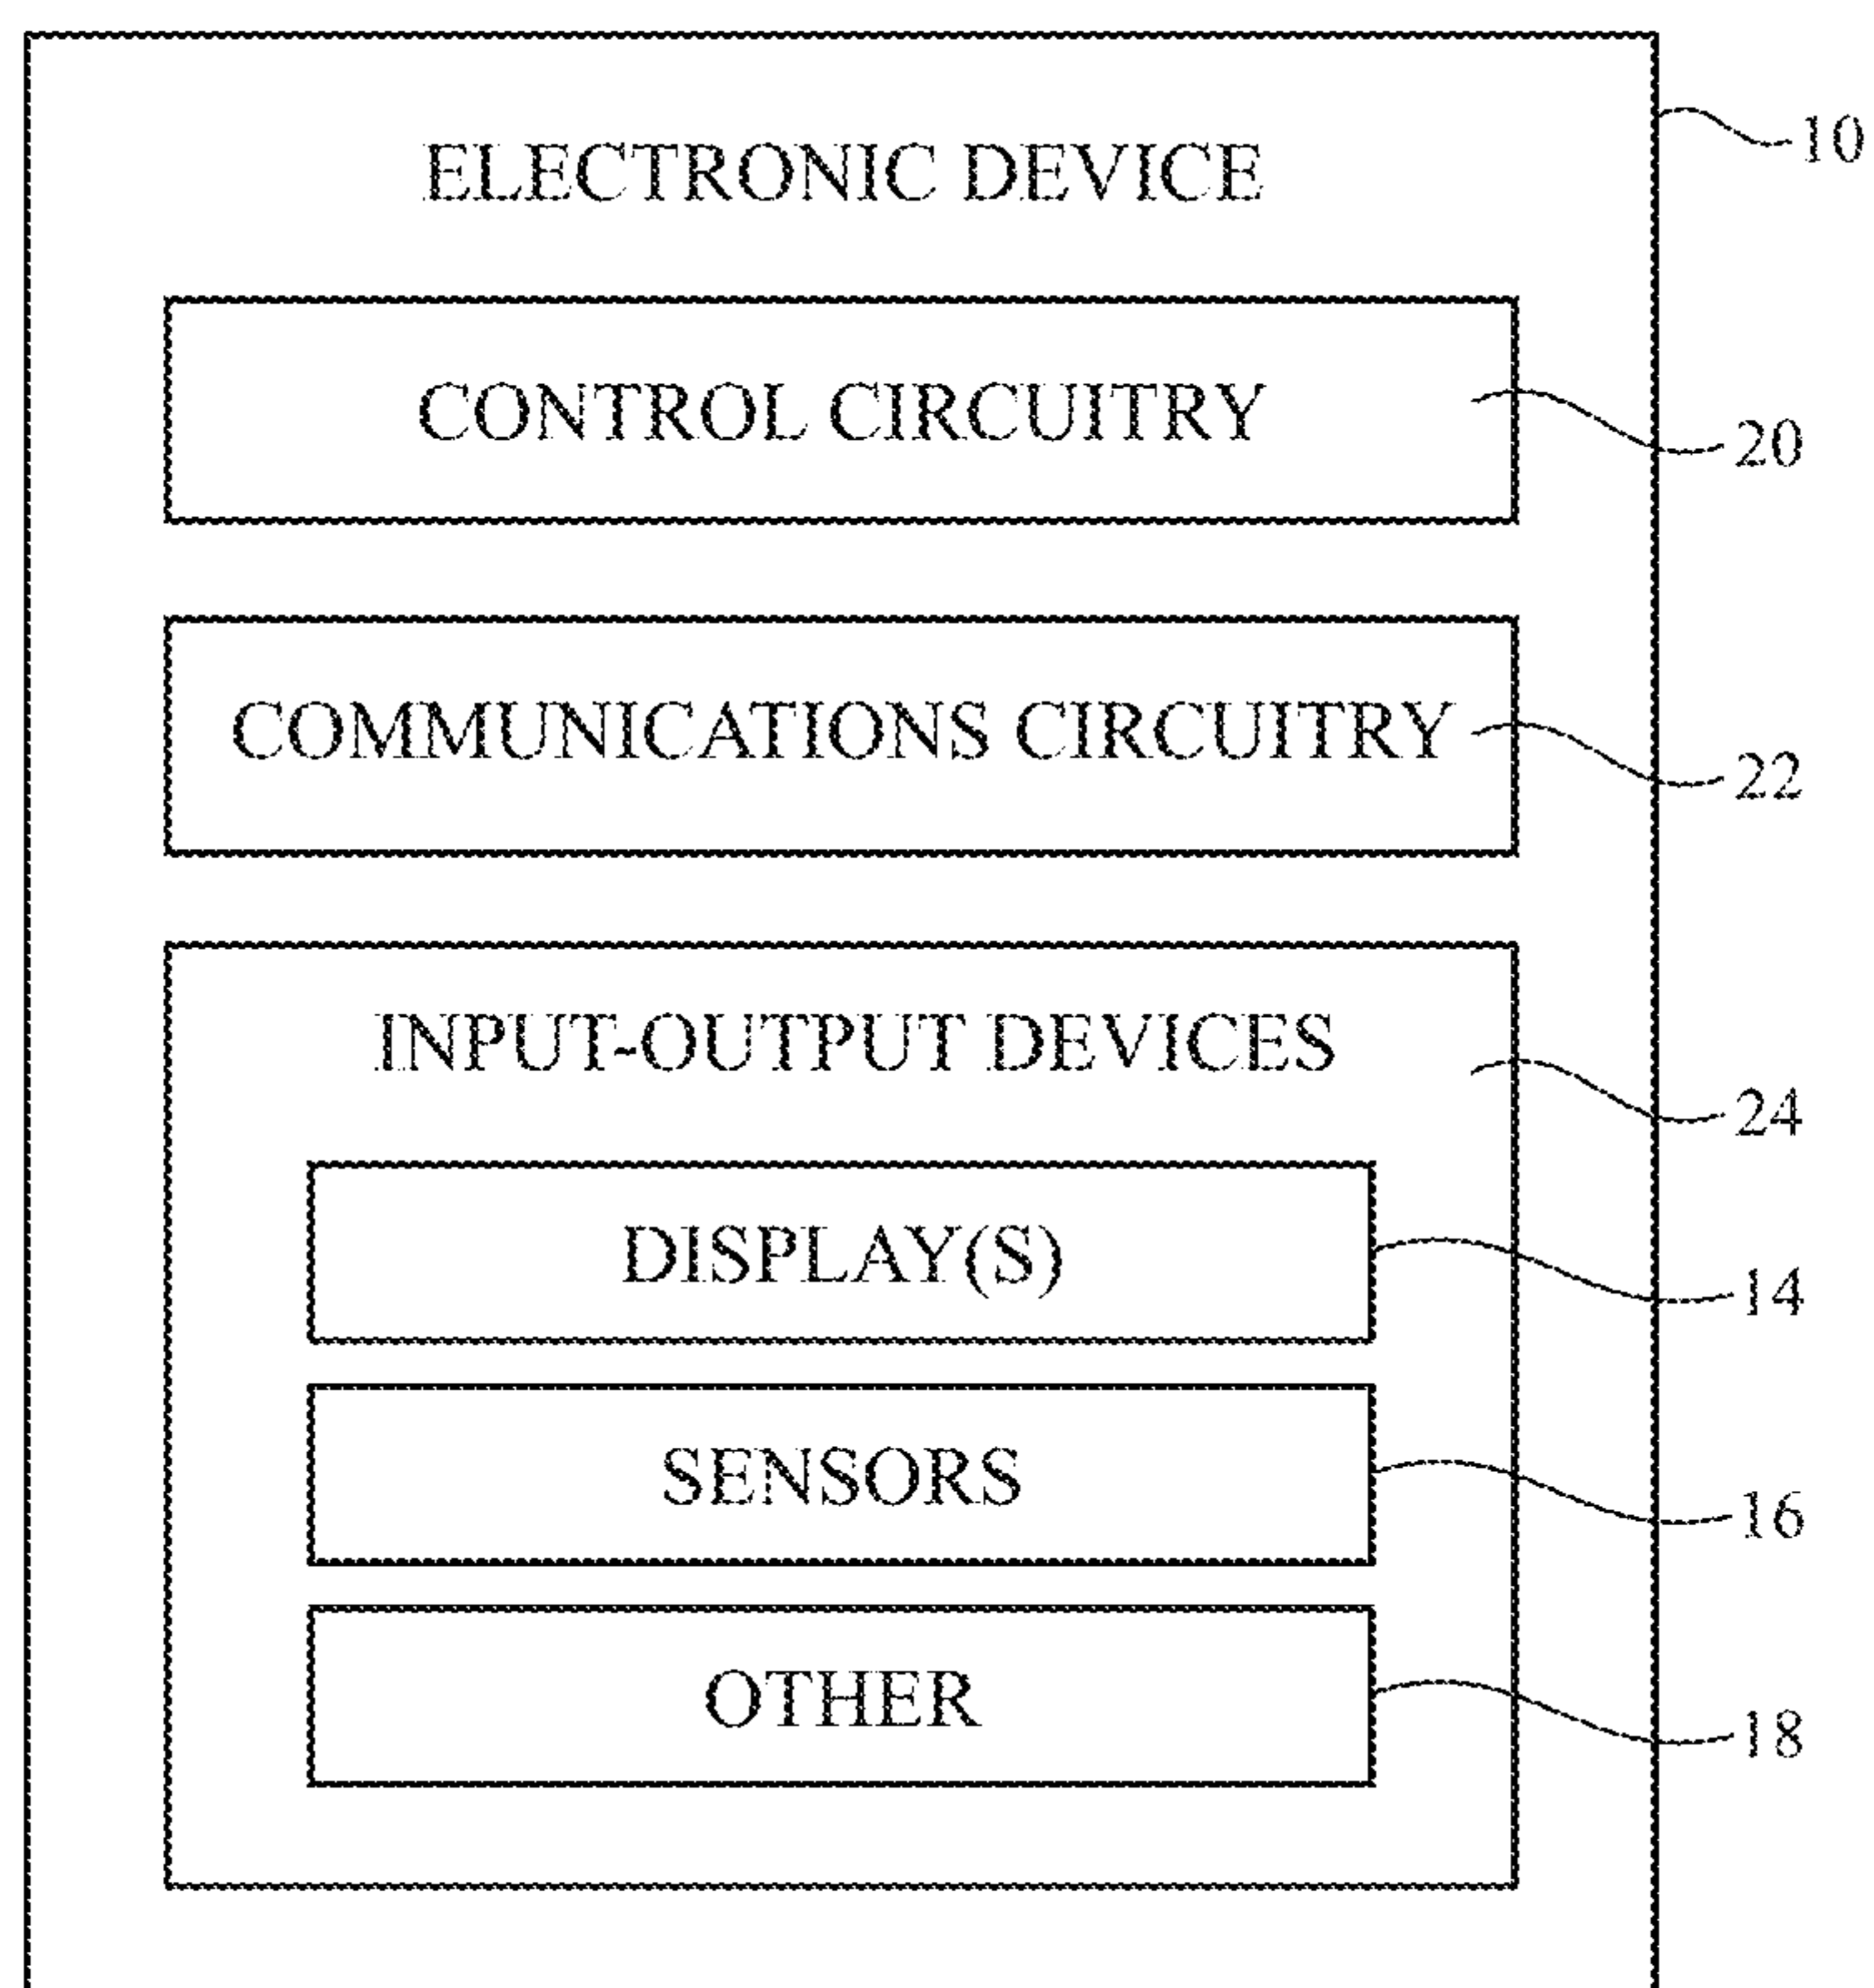 ELECTRONIC DEVICE
10
CONTROL CIRCUITRY
20
COMMUNICATIONS CIRCUITRY
22
INPUT-OUTPUT DEVICES
24
DISPLAY(S)
14
SENSORS
16
OTHER
18